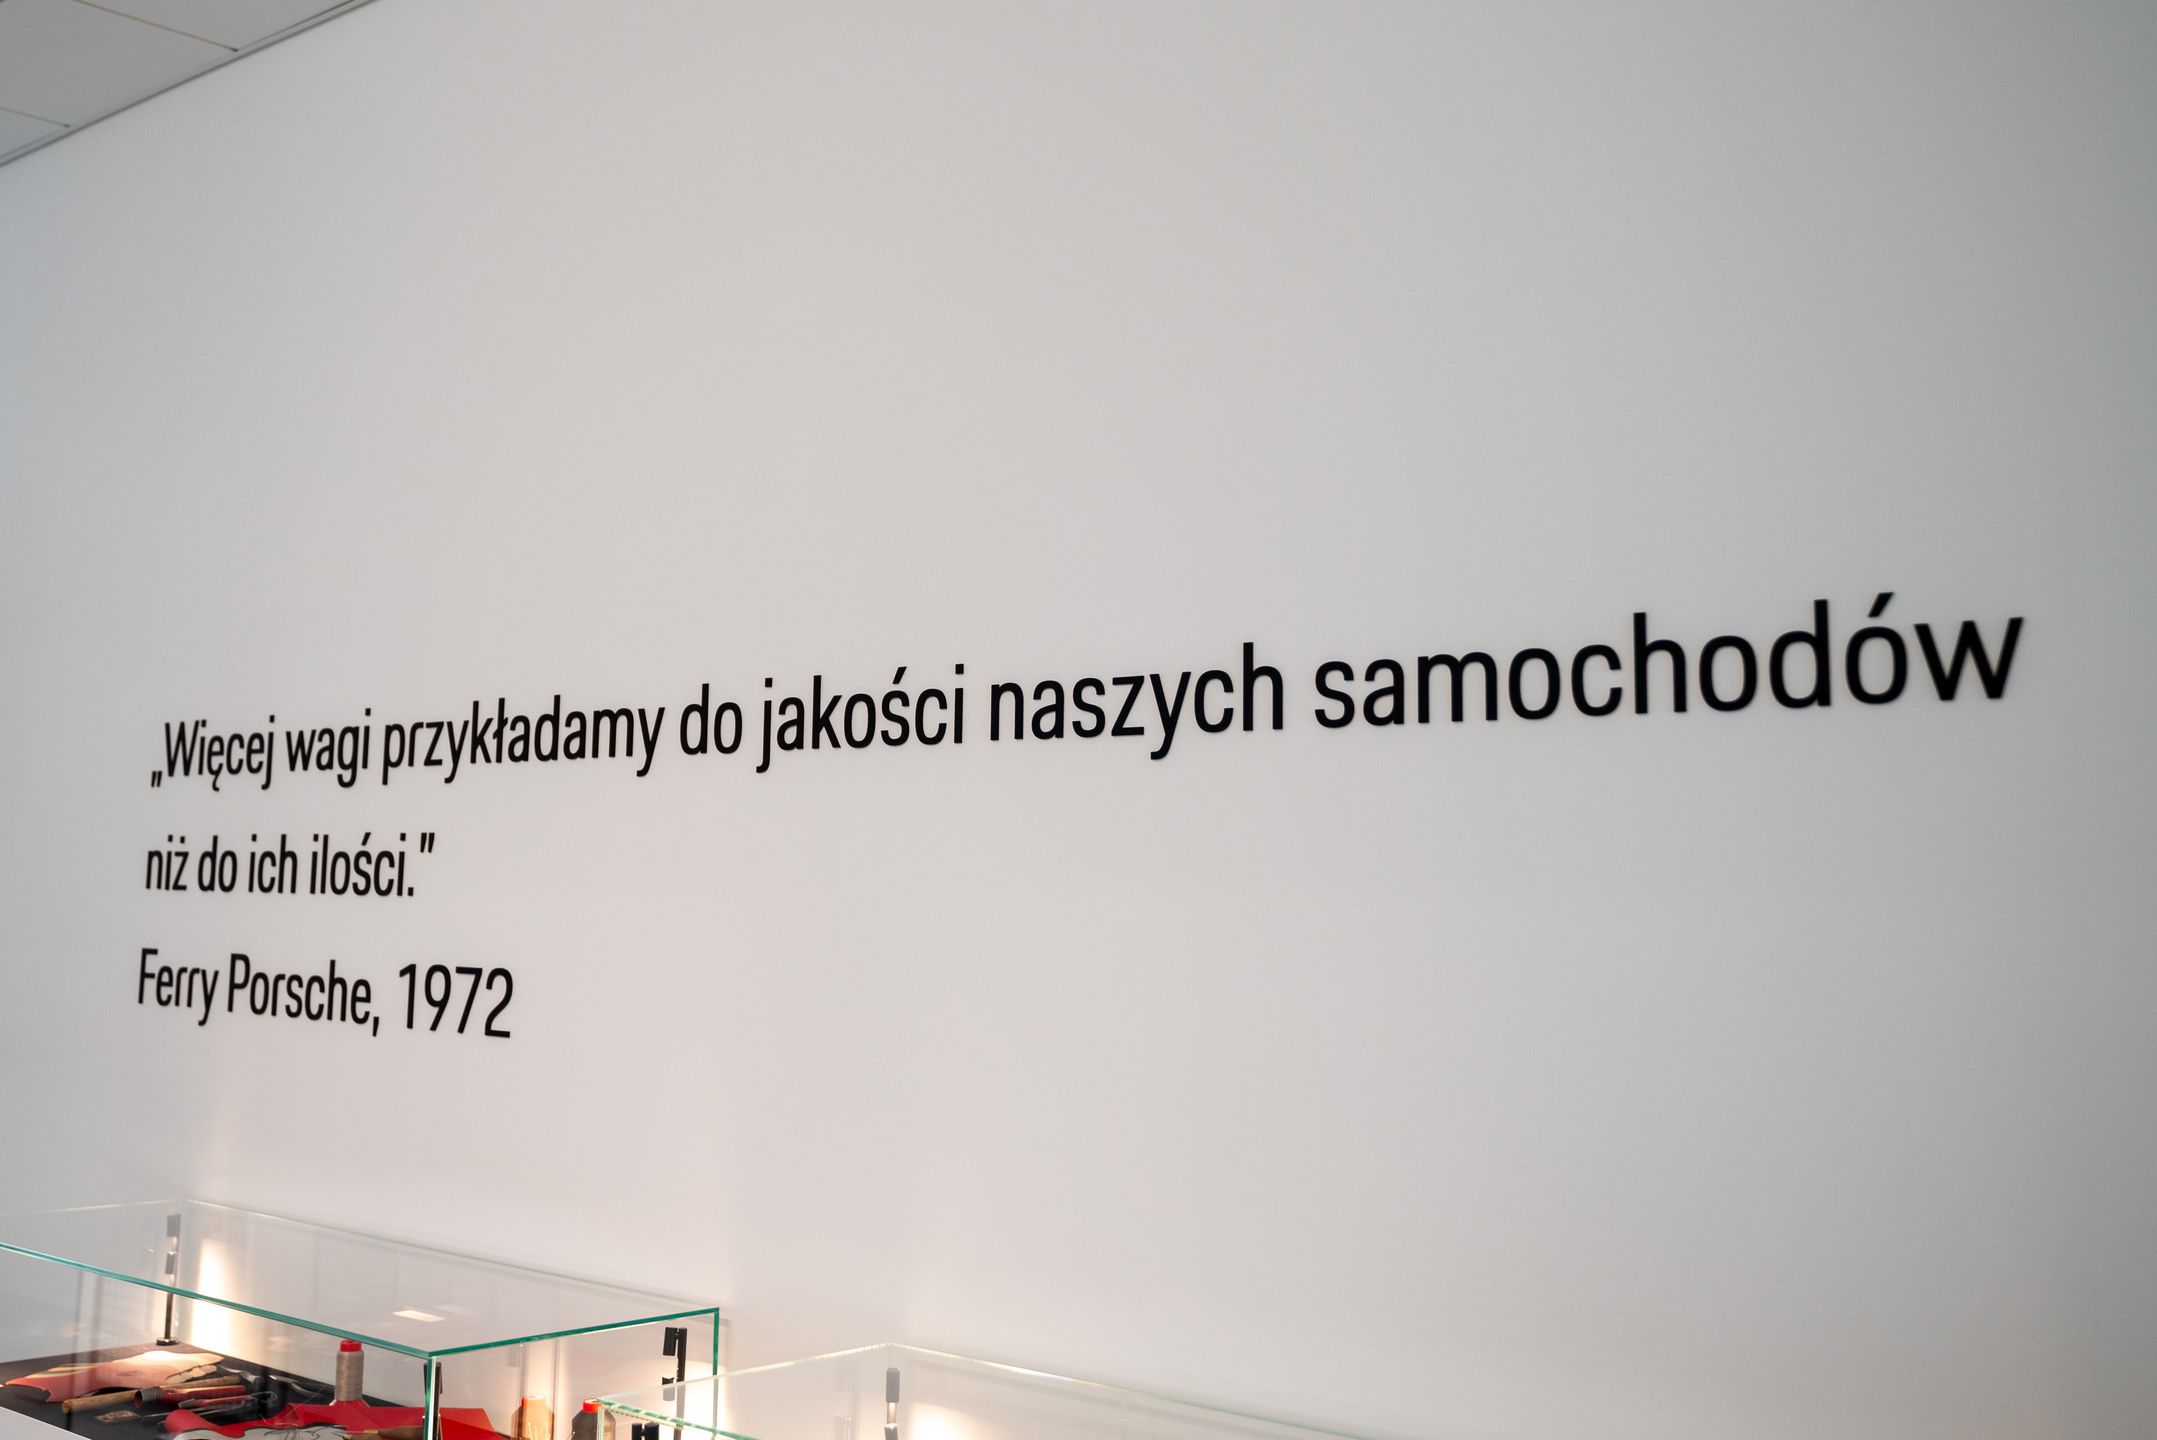 „Więcej wagi przykładamy do jakości naszych samochodów
niż do ich ilości.”
Ferry Porsche, 1972